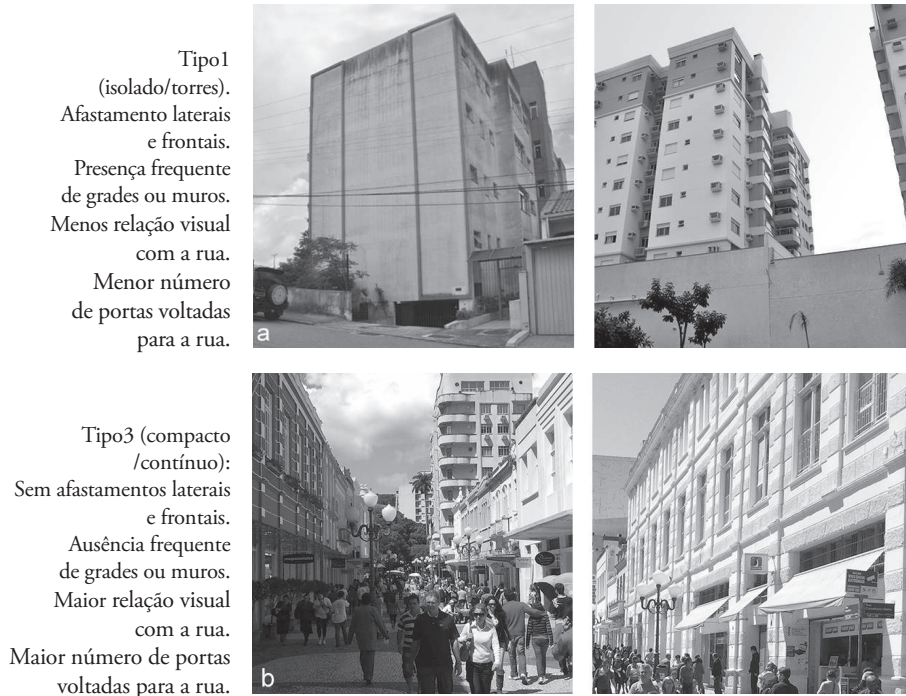 Tipo1
(isolado/torres).
Afastamento laterais
e frontais.
Presença frequente
de grades ou muros.
Menos relação visual
com a rua.
Menor número
de portas voltadas
para a rua.
a
Tipo3 (compacto
/contínuo):
Sem afastamentos laterais
e frontais.
Ausência frequente
de grades ou muros.
Maior relação visual
com a rua.
Maior número de portas
voltadas para a rua.
b